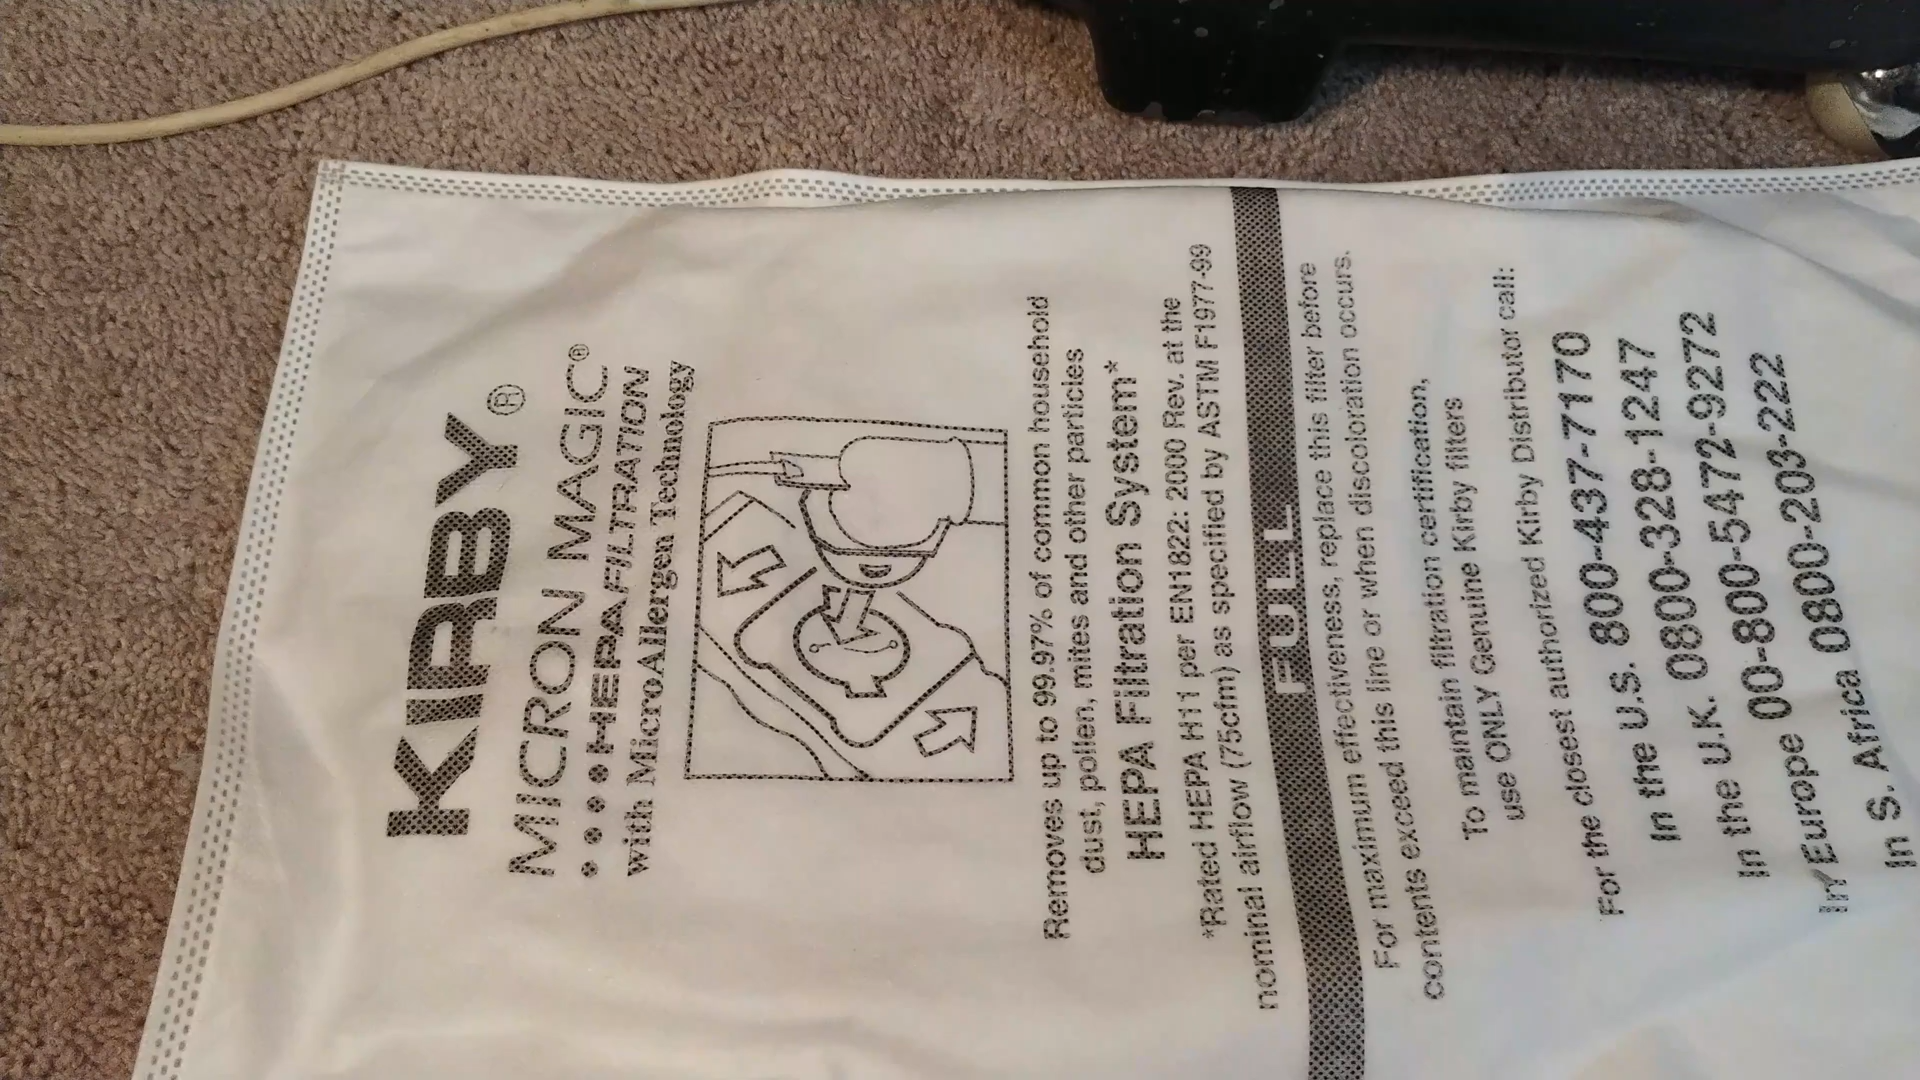 KIRBY®
MICRON MAGIC®
HEPAFILTRATION
with MicroAllergen Technology
Removes up to 99.97% of common household
dust, pollen, mites and other particles
HEPA Filtration System*
*Rated HEPA H11 per EN1822: 2000 Rev. at the
nominal airflow (75cfm) as specified by ASTM F1977-99
FULL
For maximum effectiveness, replace this filter before
contents exceed this line or when discoloration occurs.
To maintain filtration certification,
use ONLY Genuine Kirby filters
For the closest authorized Kirby Distributor call:
In the U.S. 800-437-7170
In the U.K. 0800-328-1247
In Europe 00-800-5472-9272
In S. Africa 0800-203-222